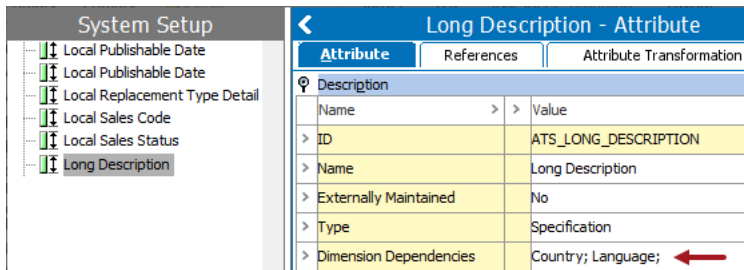 System Setup
Local Publishable Date
Local Publishable Date
Local Replacement Type Detail
Local Sales Code
Local Sales Status
Long Description
Long Description - Attribute
Attribute References Attribute Transformation
Description
Name > > Value
> ID ATS_LONG_DESCRIPTION
> Name Long Description
> Externally Maintained No
> Type Specification
> Dimension Dependencies Country; Language;